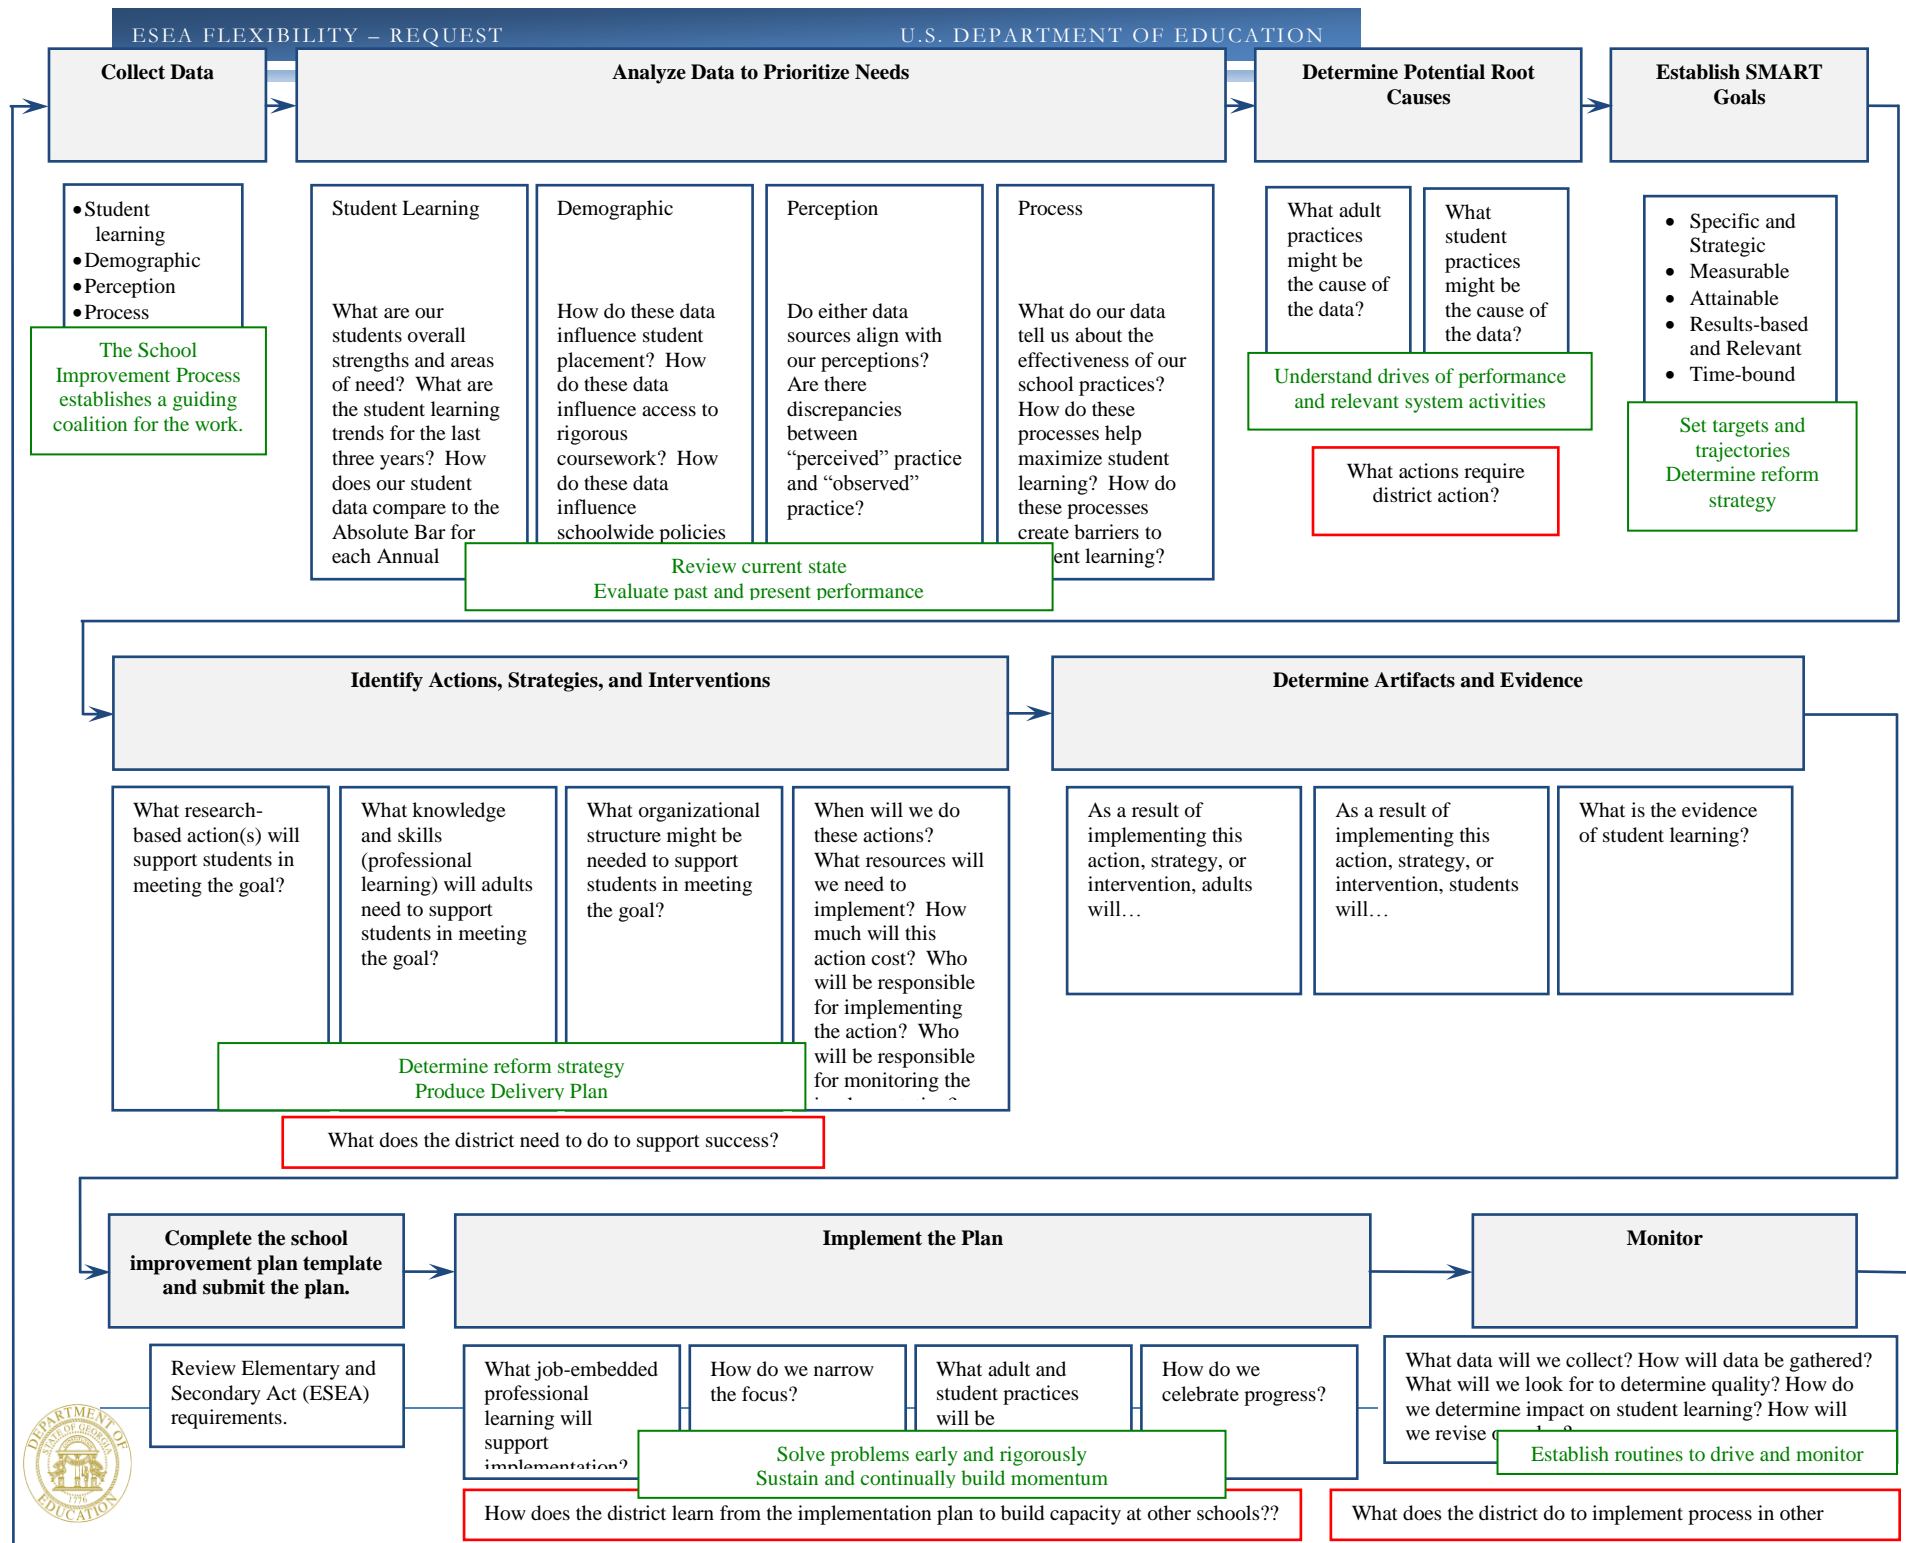 ESEA FLEXIBILITY – REQUEST U.S. DEPARTMENT OF EDUCATION
Collect Data
Analyze Data to Prioritize Needs
Determine Potential Root
Causes
Establish SMART
Goals
•Student
learning
•Demographic
•Perception
•Process
The School
Improvement Process
establishes a guiding
coalition for the work.
Student Learning
What are our
students overall
strengths and areas
of need? What are
the student learning
trends for the last
three years? How
does our student
data compare to the
Absolute Bar for
each Annual
Demographic
How do these data
influence student
placement? How
do these data
influence access to
rigorous
coursework? How
do these data
influence
schoolwide policies
Perception
Do either data
sources align with
our perceptions?
Are there
discrepancies
between
“perceived” practice
and “observed”
practice?
Process
What do our data
tell us about the
effectiveness of our
school practices?
How do these
processes help
maximize student
learning? How do
these processes
create barriers to
ent learning?
Review current state
Evaluate past and present performance
What adult
practices
might be
the cause of
the data?
What
student
practices
might be
the cause of
the data?
Understand drives of performance
and relevant system activities
What actions require
district action?
• Specific and
Strategic
• Measurable
• Attainable
• Results-based
and Relevant
• Time-bound
Set targets and
trajectories
Determine reform
strategy
Identify Actions, Strategies, and Interventions
Determine Artifacts and Evidence
What research-
based action(s) will
support students in
meeting the goal?
What knowledge
and skills
(professional
learning) will adults
need to support
students in meeting
the goal?
What organizational
structure might be
needed to support
students in meeting
the goal?
When will we do
these actions?
What resources will
we need to
implement? How
much will this
action cost? Who
will be responsible
for implementing
the action? Who
will be responsible
for monitoring the
Determine reform strategy
Produce Delivery Plan
What does the district need to do to support success?
As a result of
implementing this
action, strategy, or
intervention, adults
will…
As a result of
implementing this
action, strategy, or
intervention, students
will…
What is the evidence
of student learning?
Complete the school
improvement plan template
and submit the plan.
Implement the Plan
Monitor
Review Elementary and
Secondary Act (ESEA)
requirements.
What job-embedded
professional
learning will
support
implementation?
How do we narrow
the focus?
What adult and
student practices
will be
How do we
celebrate progress?
Solve problems early and rigorously
Sustain and continually build momentum
How does the district learn from the implementation plan to build capacity at other schools??
What data will we collect? How will data be gathered?
What will we look for to determine quality? How do
we determine impact on student learning? How will
we revise
Establish routines to drive and monitor
What does the district do to implement process in other
DEPARTMENT OF
STATE OF GEORGIA
1776
EDUCATION